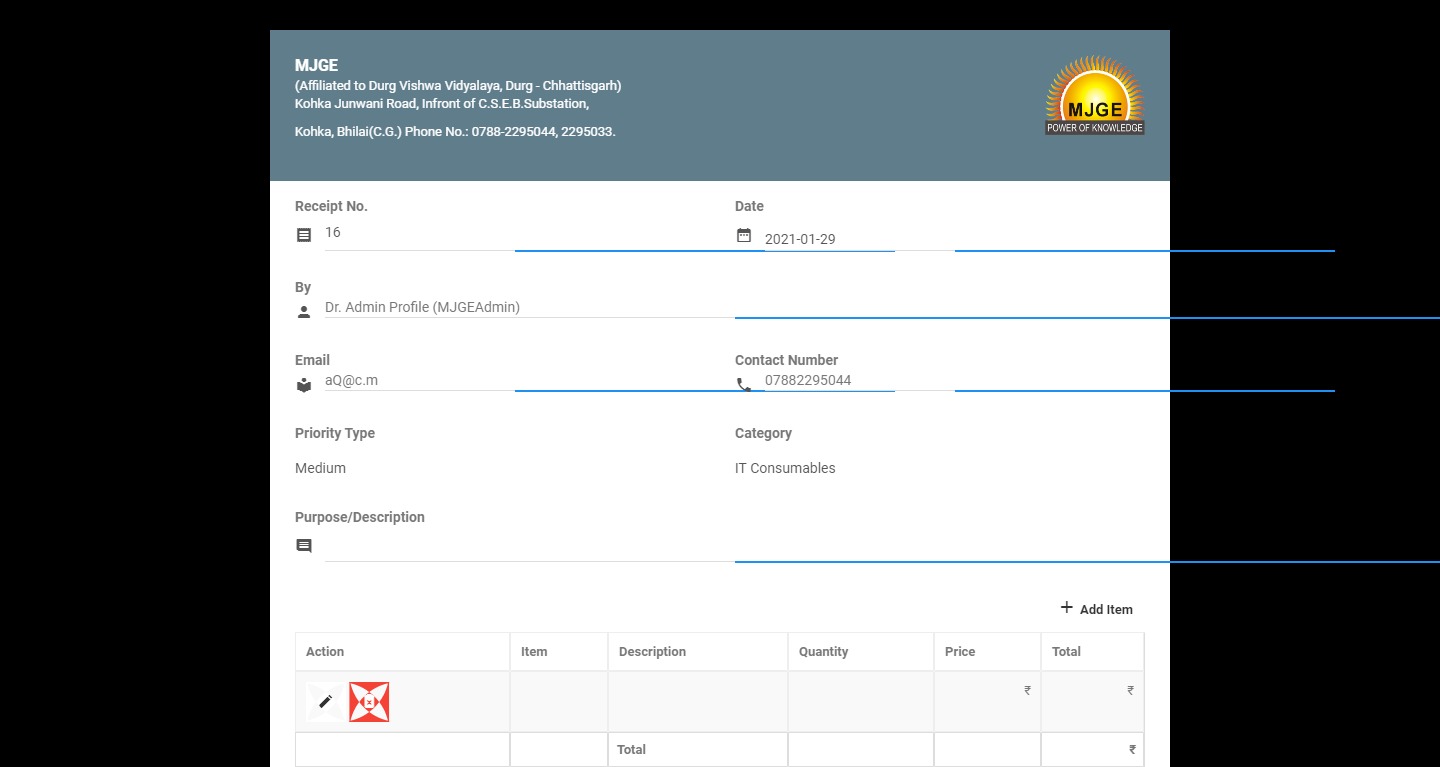 MJGE
(Affiliated to Durg Vishwa Vidyalaya, Durg - Chhattisgarh)
Kohka Junwani Road, Infront of C.S.E.B.Substation,
Kohka, Bhilai(C.G.) Phone No.: 0788-2295044, 2295033.
MJGE
POWER OF KNOWLEDGE
Receipt No. Date
16 2021-01-29
By
Dr. Admin Profile (MJGEAdmin)
Email Contact Number
aQ@c.m 07882295044
Priority Type Category
Medium IT Consumables
Purpose/Description
+ Add Item
Action Item Description Quantity Price Total
₹ ₹
Total ₹